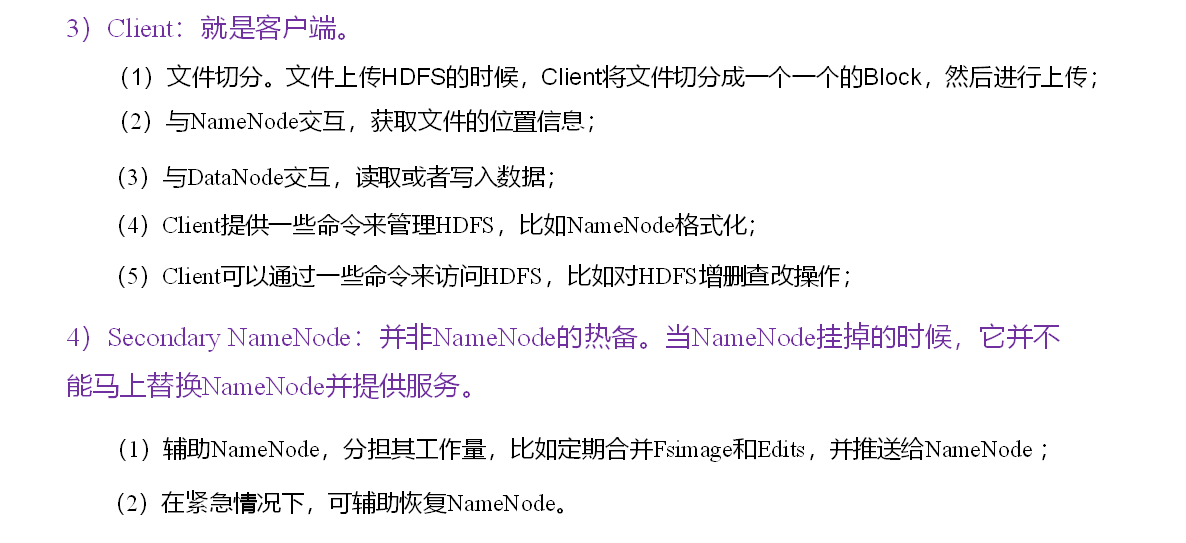 3）Client：就是客户端。
（1）文件切分。文件上传HDFS的时候，Client将文件切分成一个一个的Block，然后进行上传；
（2）与NameNode交互，获取文件的位置信息；
（3）与DataNode交互，读取或者写入数据；
（4）Client提供一些命令来管理HDFS，比如NameNode格式化；
（5）Client可以通过一些命令来访问HDFS，比如对HDFS增删查改操作；
4）Secondary NameNode：并非NameNode的热备。当NameNode挂掉的时候，它并不
能马上替换NameNode并提供服务。
（1）辅助NameNode，分担其工作量，比如定期合并Fsimage和Edits，并推送给NameNode ；
（2）在紧急情况下，可辅助恢复NameNode。